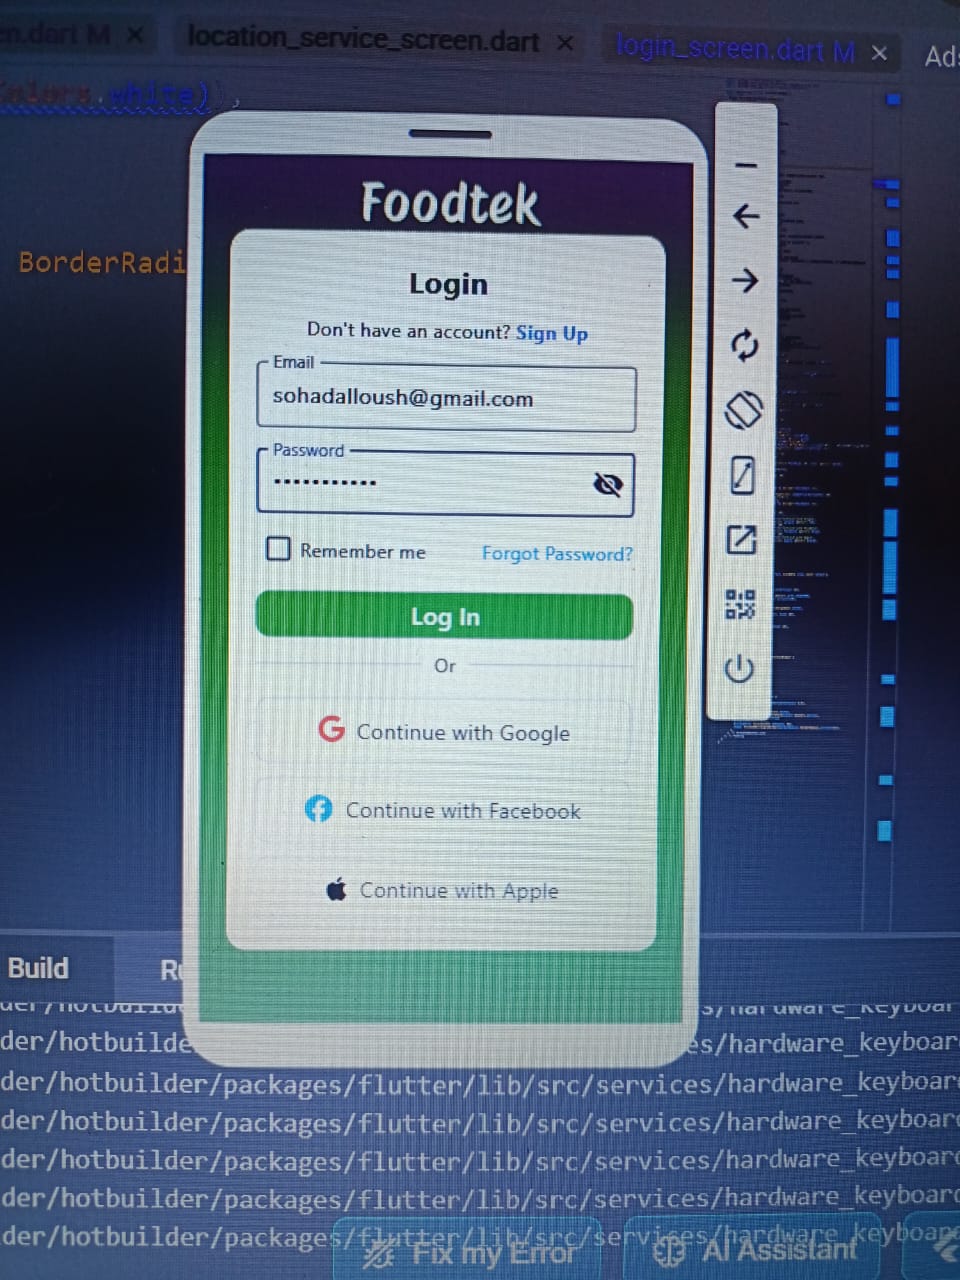 en.dart M ×
location_service_screen.dart ×
login_screen.dart M ×
Ads
Colors.white),
BorderRadi
Foodtek
Login
Don't have an account? Sign Up
Email
sohadalloush@gmail.com
Password
•••••••••••
Remember me
Forgot Password?
Log In
Or
G Continue with Google
f Continue with Facebook
Continue with Apple
Build
Ru
der/hotbuilde
es/hardware_keyboar
der/hotbuilder/packages/flutter/lib/src/services/hardware_keyboar
der/hotbuilder/packages/flutter/lib/src/services/hardware_keyboar
der/hotbuilder/packages/flutter/lib/src/services/hardware_keyboar
der/hotbuilder/packages/flutter/lib/src/services/hardware_keyboar
der/hotbuilder/packages/flutter/lib/src/services/hardware_keyboar
Fix my Error
AI Assistant